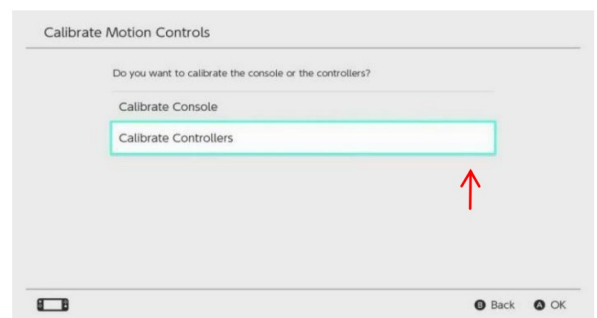 Calibrate Motion Controls
Do you want to calibrate the console or the controllers?
Calibrate Console
Calibrate Controllers
B Back A OK